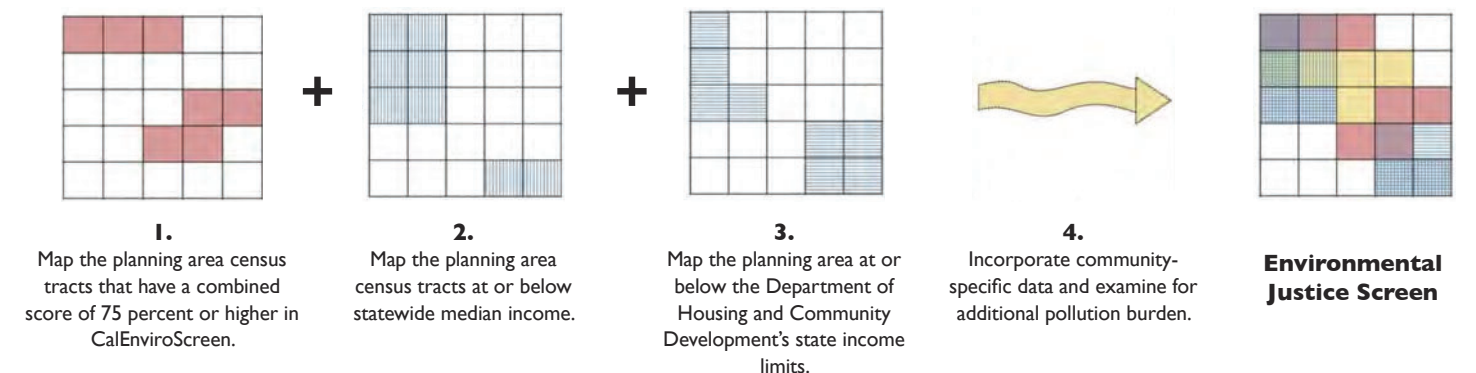 +
+
1.
Map the planning area census
tracts that have a combined
score of 75 percent or higher in
CalEnviroScreen.
2.
Map the planning area
census tracts at or below
statewide median income.
3.
Map the planning area at or
below the Department of
Housing and Community
Development’s state income
limits.
4.
Incorporate community-
specific data and examine for
additional pollution burden.
Environmental
Justice Screen